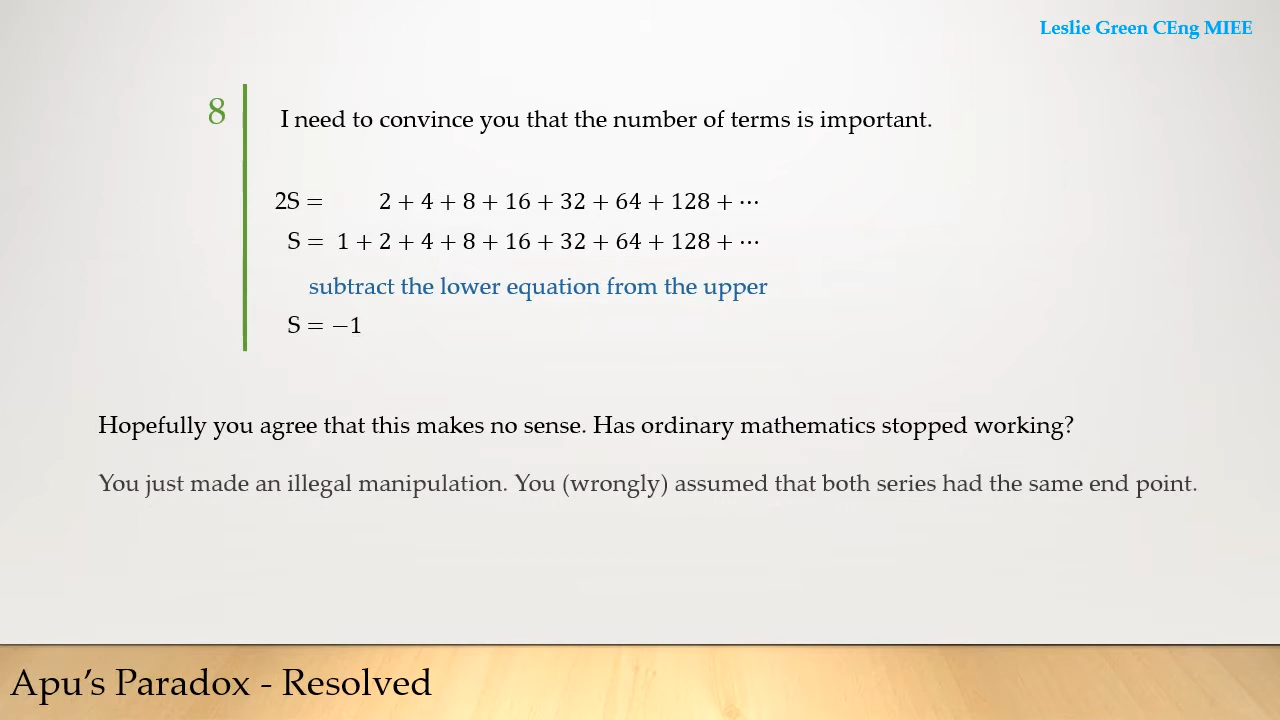 Leslie Green CEng MIEE
8
I need to convince you that the number of terms is important.
2S = 2 + 4 + 8 + 16 + 32 + 64 + 128 + ⋯
S = 1 + 2 + 4 + 8 + 16 + 32 + 64 + 128 + ⋯
subtract the lower equation from the upper
S = −1
Hopefully you agree that this makes no sense. Has ordinary mathematics stopped working?
You just made an illegal manipulation. You (wrongly) assumed that both series had the same end point.
Apu’s Paradox - Resolved